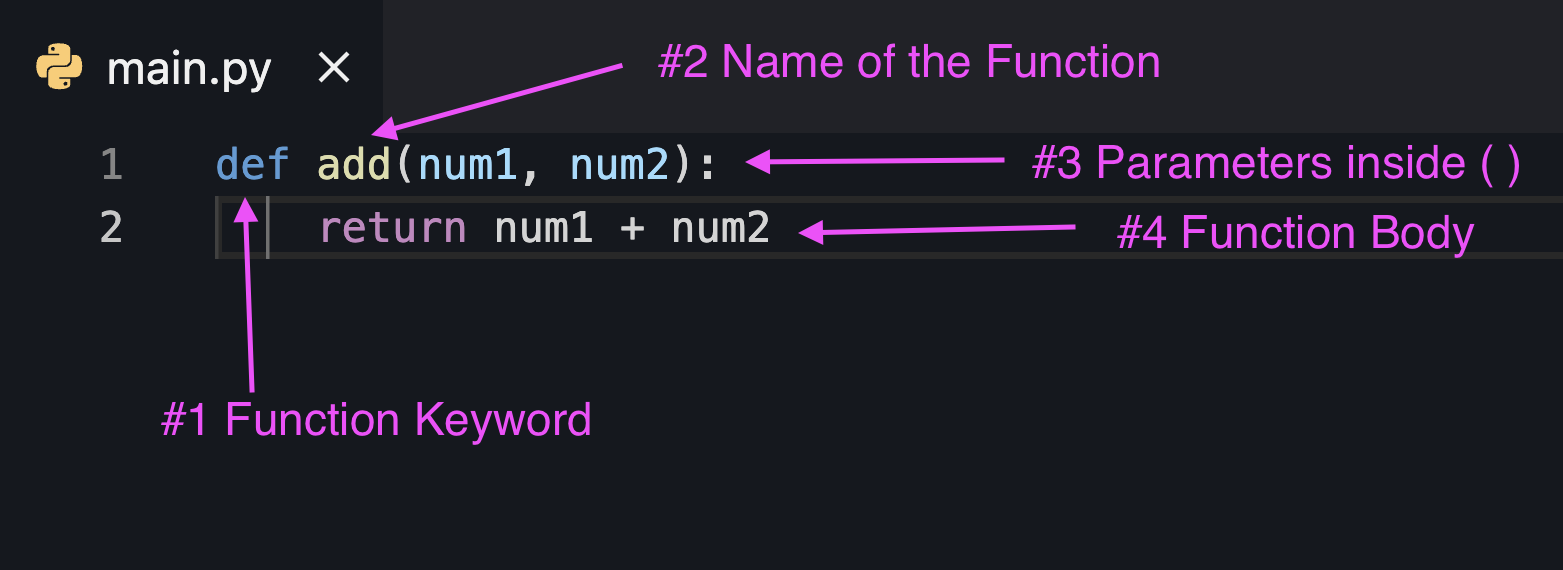 main.py
#2 Name of the Function
1 def add(num1, num2):
#3 Parameters inside ( )
2     return num1 + num2
#4 Function Body
#1 Function Keyword